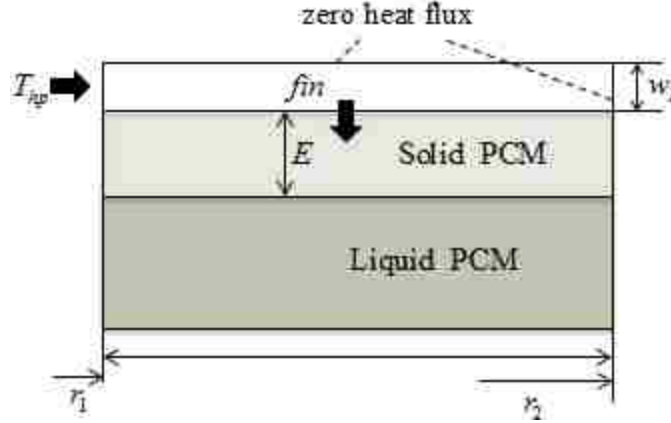 zero heat flux
T_hp
fin
w
E
Solid PCM
Liquid PCM
r₁
r₂